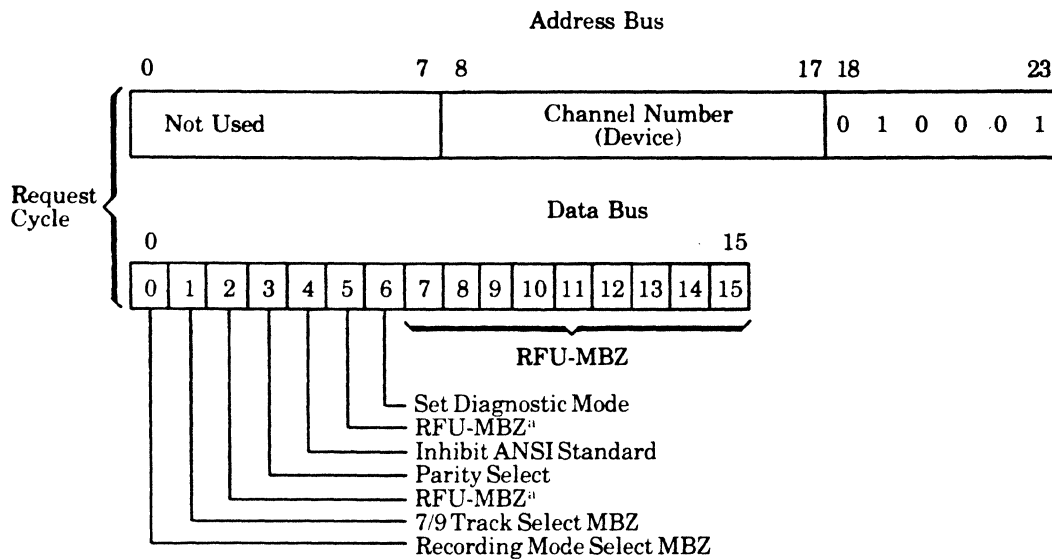 Address Bus
0 7 8 17 18 23
Not Used Channel Number (Device) 0 1 0 0 0 1
Request
Cycle
Data Bus
0 15
0 1 2 3 4 5 6 7 8 9 10 11 12 13 14 15
RFU-MBZ
Set Diagnostic Mode
RFU-MBZᵃ
Inhibit ANSI Standard
Parity Select
RFU-MBZᵃ
7/9 Track Select MBZ
Recording Mode Select MBZ